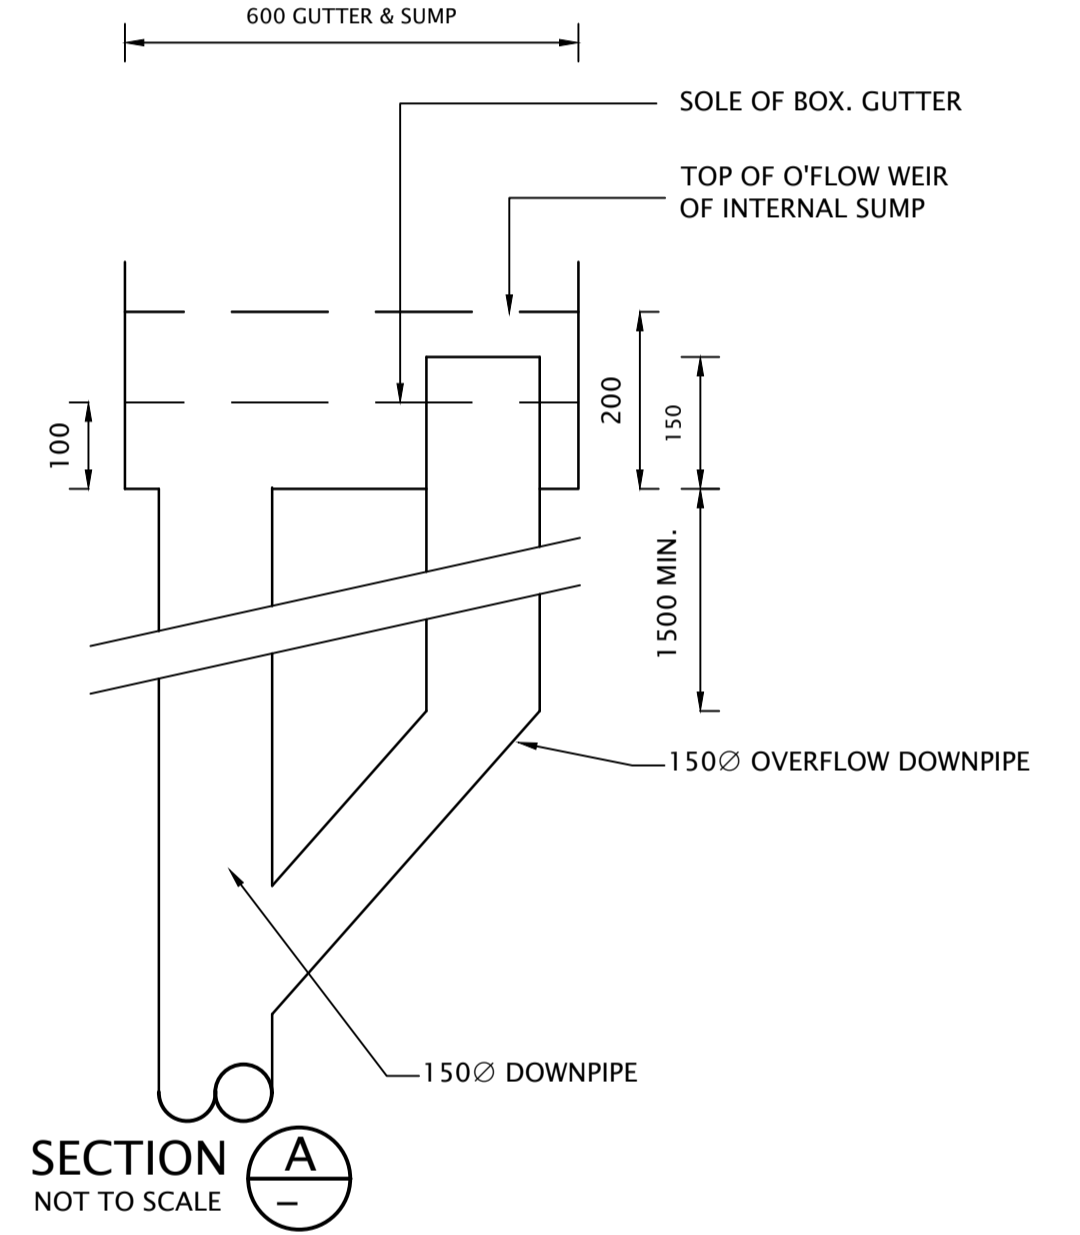 600 GUTTER & SUMP
SOLE OF BOX. GUTTER
TOP OF O'FLOW WEIR
OF INTERNAL SUMP
100
200
150
1500 MIN.
150∅ OVERFLOW DOWNPIPE
150∅ DOWNPIPE
SECTION
A
–
NOT TO SCALE